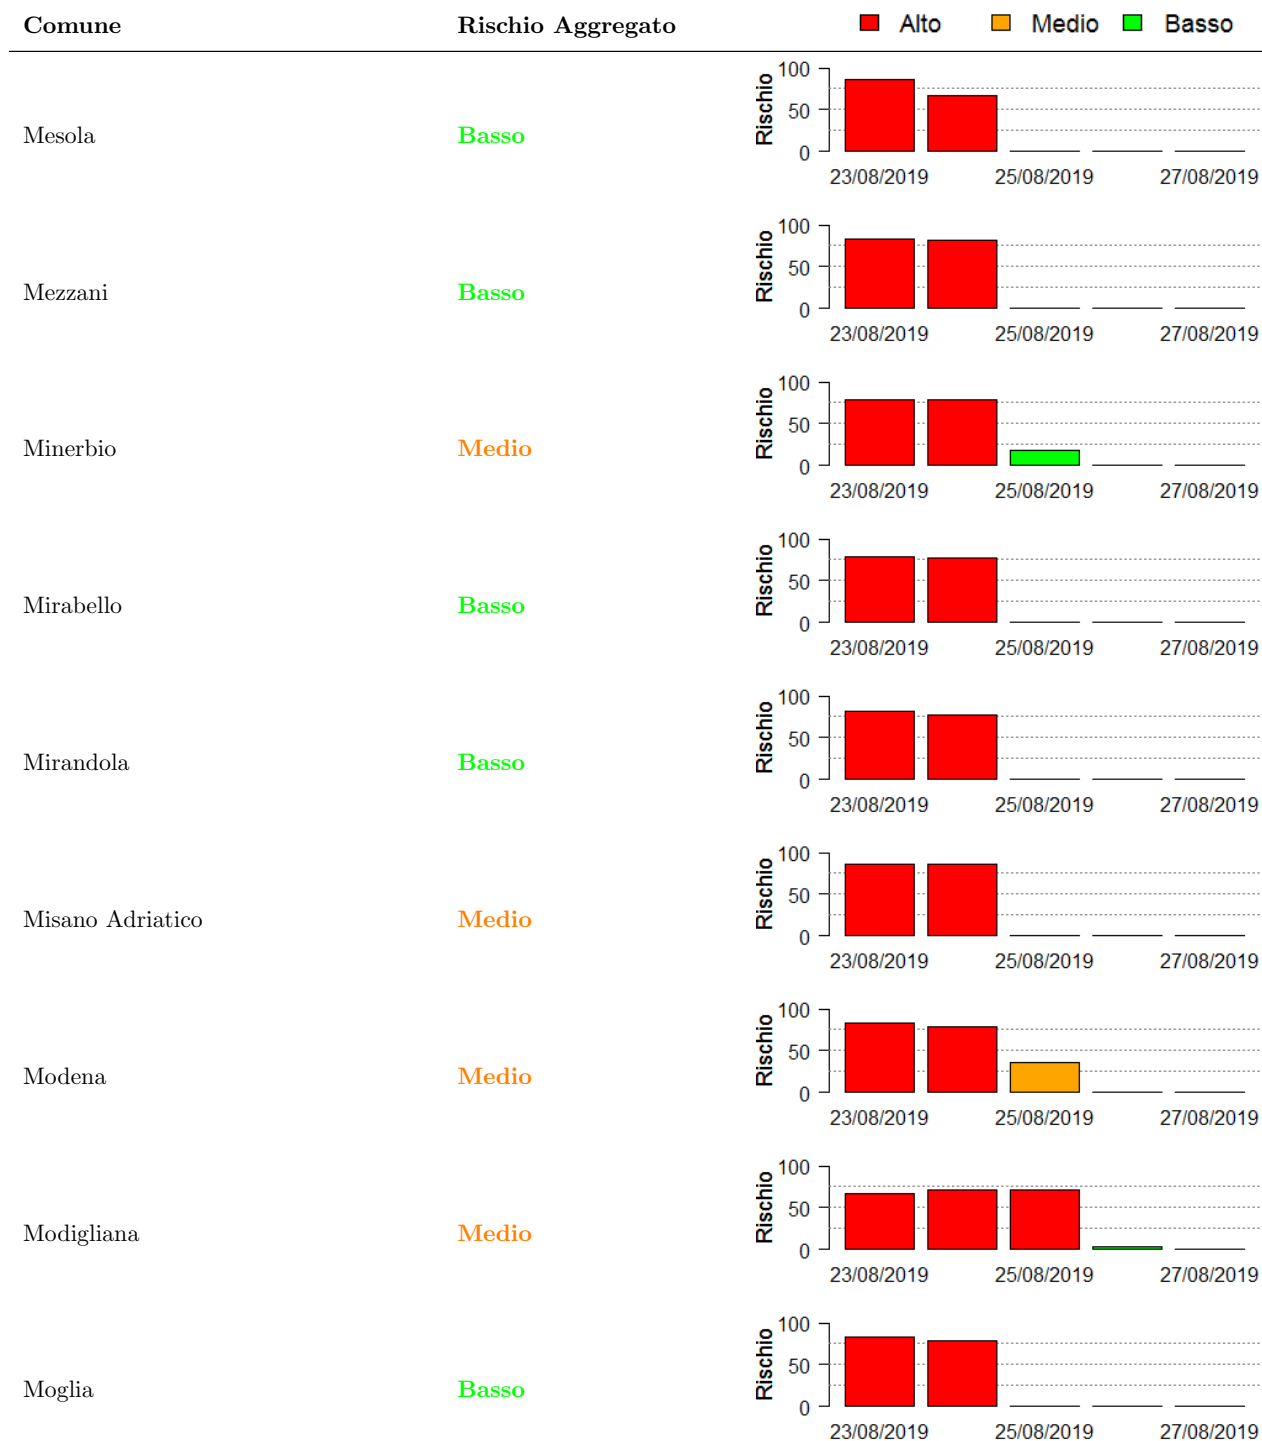 Comune Rischio Aggregato Alto Medio Basso
Mesola Basso Rischio 100 50 0
23/08/2019 25/08/2019 27/08/2019
Mezzani Basso Rischio 100 50 0
23/08/2019 25/08/2019 27/08/2019
Minerbio Medio Rischio 100 50 0
23/08/2019 25/08/2019 27/08/2019
Mirabello Basso Rischio 100 50 0
23/08/2019 25/08/2019 27/08/2019
Mirandola Basso Rischio 100 50 0
23/08/2019 25/08/2019 27/08/2019
Misano Adriatico Medio Rischio 100 50 0
23/08/2019 25/08/2019 27/08/2019
Modena Medio Rischio 100 50 0
23/08/2019 25/08/2019 27/08/2019
Modigliana Medio Rischio 100 50 0
23/08/2019 25/08/2019 27/08/2019
Moglia Basso Rischio 100 50 0
23/08/2019 25/08/2019 27/08/2019